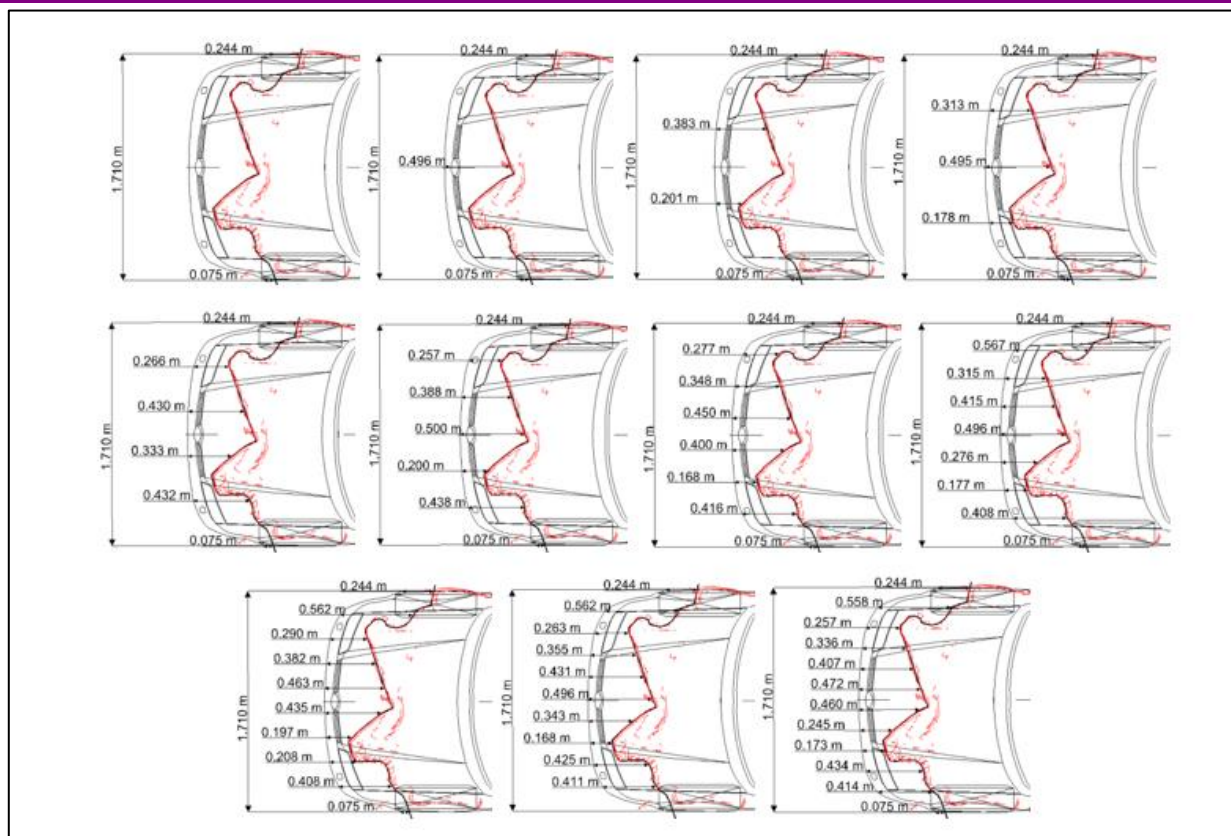 0.244 m
1.710 m
0.075 m
0.244 m
1.710 m
0.496 m
0.075 m
0.244 m
1.710 m
0.383 m
0.201 m
0.075 m
0.244 m
1.710 m
0.313 m
0.495 m
0.178 m
0.075 m
0.244 m
1.710 m
0.266 m
0.430 m
0.333 m
0.432 m
0.075 m
0.244 m
1.710 m
0.257 m
0.388 m
0.500 m
0.200 m
0.438 m
0.075 m
0.244 m
1.710 m
0.277 m
0.348 m
0.450 m
0.400 m
0.168 m
0.416 m
0.075 m
0.244 m
1.710 m
0.567 m
0.315 m
0.415 m
0.496 m
0.276 m
0.177 m
0.408 m
0.075 m
0.244 m
1.710 m
0.562 m
0.290 m
0.382 m
0.463 m
0.435 m
0.197 m
0.208 m
0.408 m
0.075 m
0.244 m
1.710 m
0.562 m
0.263 m
0.355 m
0.431 m
0.496 m
0.343 m
0.168 m
0.425 m
0.411 m
0.075 m
0.244 m
1.710 m
0.558 m
0.257 m
0.336 m
0.407 m
0.472 m
0.460 m
0.245 m
0.173 m
0.434 m
0.414 m
0.075 m